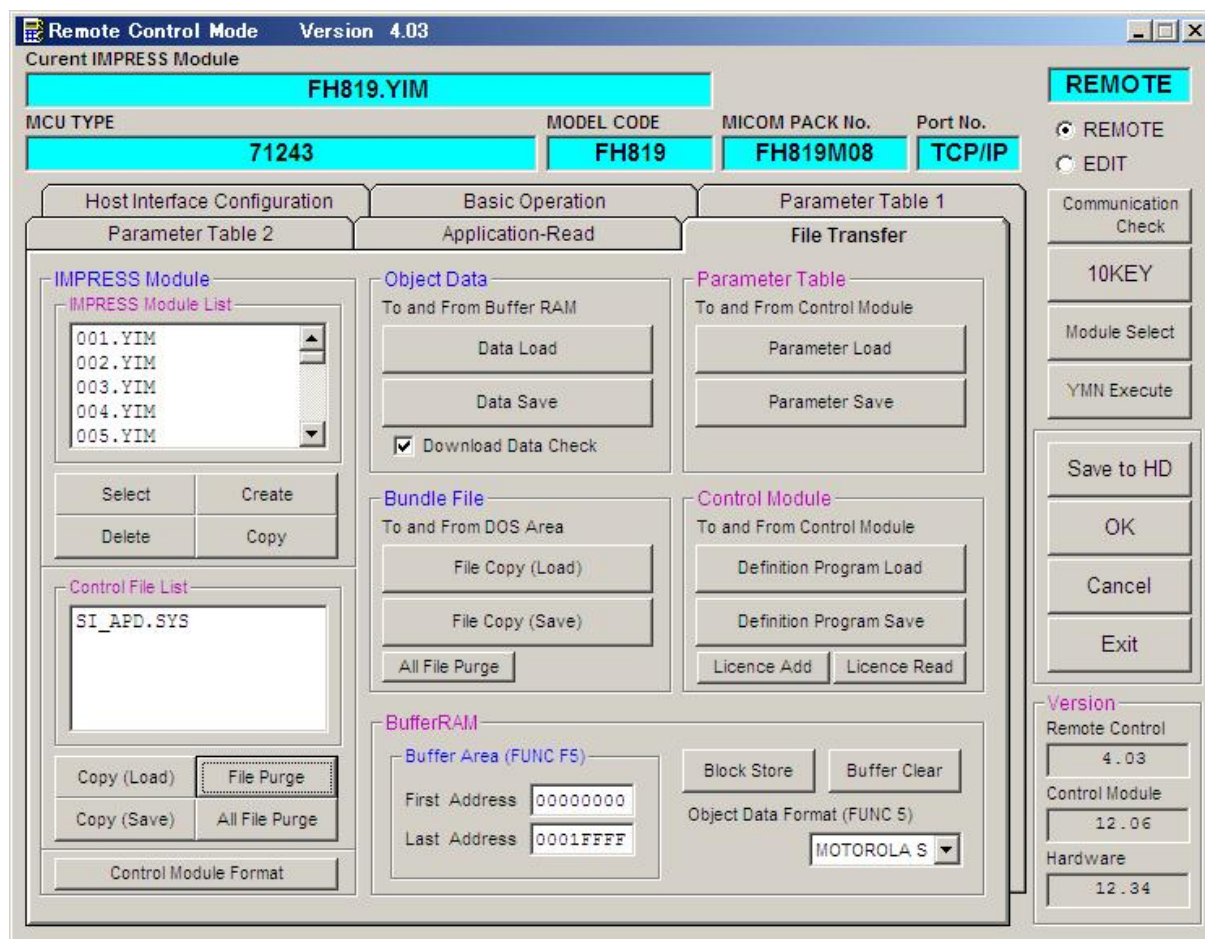 Remote Control Mode Version 4.03
Curent IMPRESS Module
FH819.YIM
MCU TYPE
MODEL CODE
MICOM PACK No.
Port No.
71243
FH819
FH819M08
TCP/IP
REMOTE
REMOTE
EDIT
Host Interface Configuration
Basic Operation
Parameter Table 1
Parameter Table 2
Application-Read
File Transfer
IMPRESS Module
IMPRESS Module List
001.YIM
002.YIM
003.YIM
004.YIM
005.YIM
Select
Create
Delete
Copy
Control File List
SI_APD.SYS
Copy (Load)
File Purge
Copy (Save)
All File Purge
Control Module Format
Object Data
To and From Buffer RAM
Data Load
Data Save
Download Data Check
Parameter Table
To and From Control Module
Parameter Load
Parameter Save
Bundle File
To and From DOS Area
File Copy (Load)
File Copy (Save)
All File Purge
Control Module
To and From Control Module
Definition Program Load
Definition Program Save
Licence Add
Licence Read
BufferRAM
Buffer Area (FUNC F5)
First Address
00000000
Last Address
0001FFFF
Block Store
Buffer Clear
Object Data Format (FUNC 5)
MOTOROLA S
Communication
Check
10KEY
Module Select
YMN Execute
Save to HD
OK
Cancel
Exit
Version
Remote Control
4.03
Control Module
12.06
Hardware
12.34